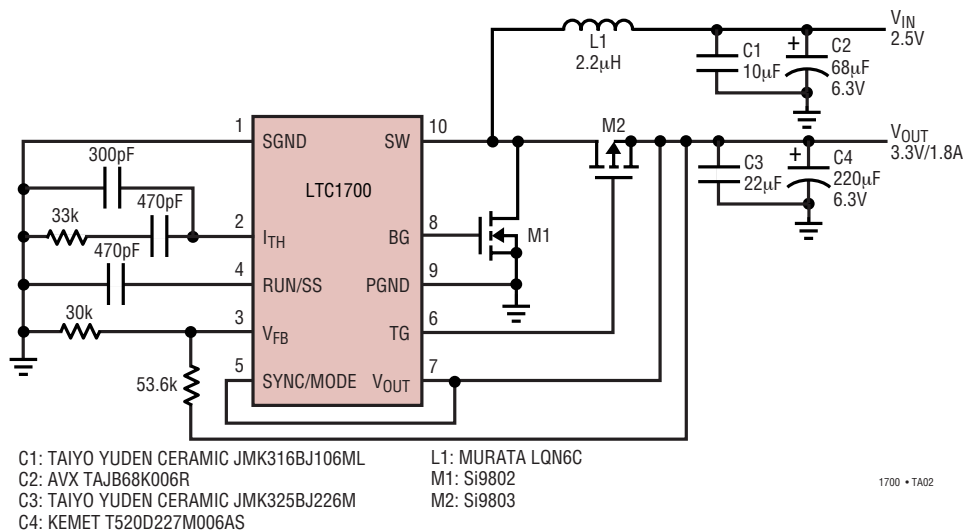 VIN
2.5V
L1
2.2µH
C1
10µF
+
C2
68µF
6.3V
1
SGND
SW
10
M2
VOUT
3.3V/1.8A
C3
22µF
+
C4
220µF
6.3V
300pF
LTC1700
470pF
33k
2
ITH
BG
8
M1
470pF
4
RUN/SS
PGND
9
30k
3
VFB
TG
6
5
SYNC/MODE
VOUT
7
53.6k
C1: TAIYO YUDEN CERAMIC JMK316BJ106ML
C2: AVX TAJB68K006R
C3: TAIYO YUDEN CERAMIC JMK325BJ226M
C4: KEMET T520D227M006AS
L1: MURATA LQN6C
M1: Si9802
M2: Si9803
1700 • TA02